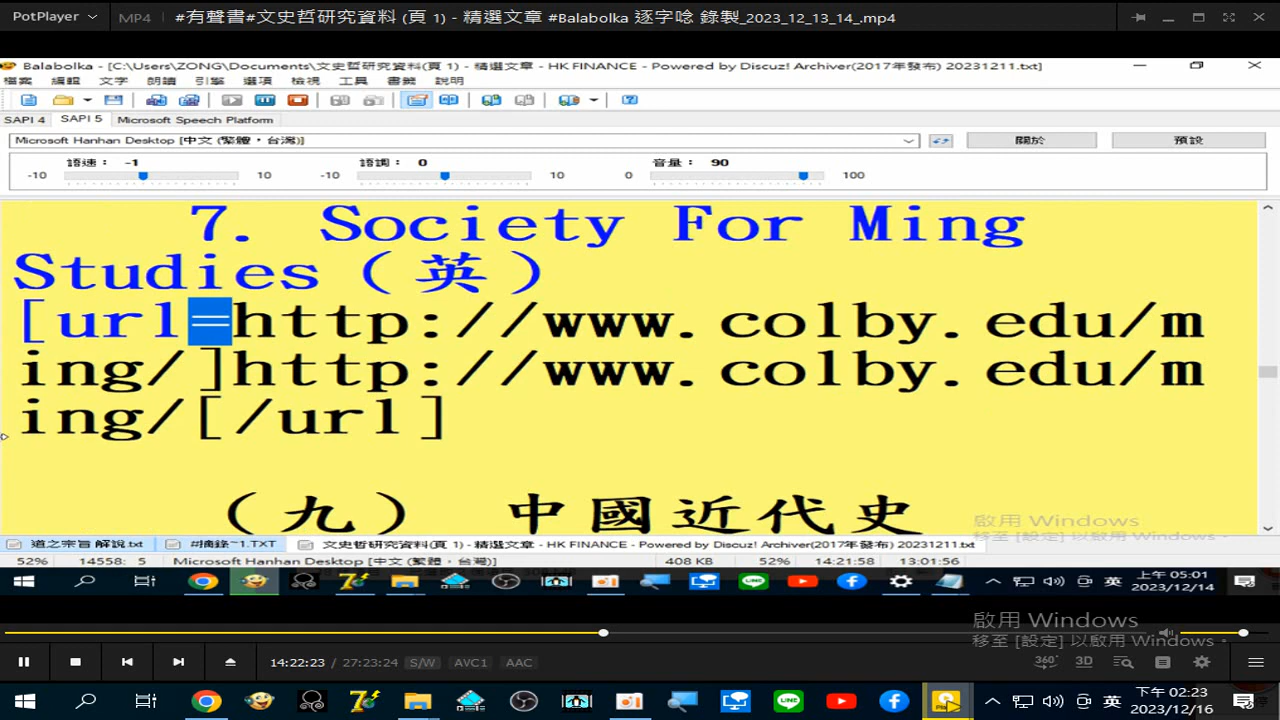 PotPlayer MP4 #有聲書#文史哲研究資料 (頁 1) - 精選文章 #Balabolka 逐字唸 錄製_2023_12_13_14_.mp4
Balabolka - [C:\Users\ZONG\Documents\文史哲研究資料(頁 1) - 精選文章 - HK FINANCE - Powered by Discuz! Archiver(2017年發布) 20231211.txt]
檔案 編輯 文字 朗讀 引擎 選項 檢視 工具 書籤 說明
SAPI 4 SAPI 5 Microsoft Speech Platform
Microsoft Hanhan Desktop [中文 (繁體，台灣)] 關於 預設
語速： -1 語調： 0 音量： 90
-10 10 -10 10 0 100
7. Society For Ming
Studies（英）
[url=http://www.colby.edu/m
ing/]http://www.colby.edu/m
ing/[/url]
（九） 中國近代史
啟用 Windows
移至 [設定] 以啟用 Windows。
道之宗旨 解說.txt #摘錄~1.TXT 文史哲研究資料(頁 1) - 精選文章 - HK FINANCE - Powered by Discuz! Archiver(2017年發布) 20231211.txt
52% 14558: 5 Microsoft Hanhan Desktop [中文 (繁體，台灣)] 408 KB 52% 14:21:58 13:01:56
英 上午 05:01
2023/12/14
啟用 Windows
移至 [設定] 以啟用 Windows。
14:22:23 / 27:23:24 S/W AVC1 AAC 360° 3D
英 下午 02:23
2023/12/16